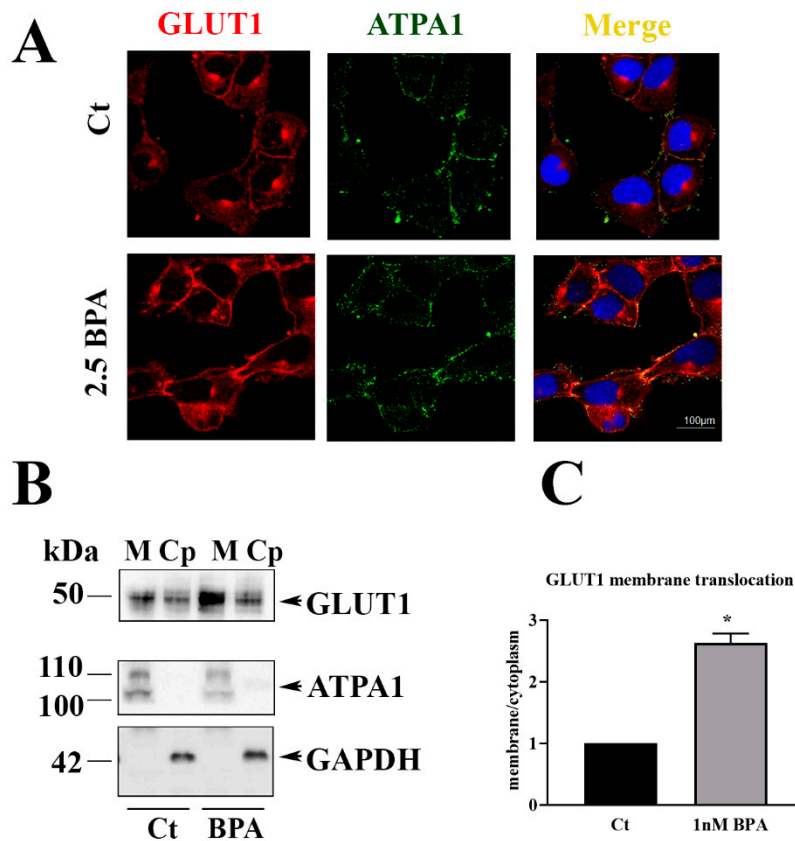 A
GLUT1 ATPA1 Merge
Ct
2.5 BPA
100µm
B
kDa M Cp M Cp
50 GLUT1
110
100 ATPA1
42 GAPDH
Ct BPA
C
GLUT1 membrane translocation
membrane/cytoplasm
3
2
1
0
*
Ct 1nM BPA